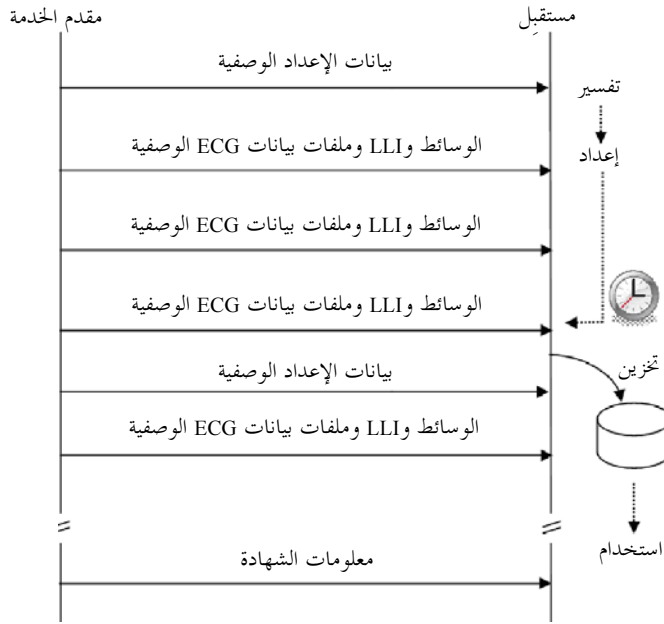 مقدم الخدمة
مستقبِل
بيانات الإعداد الوصفية
تفسير
الوسائط وLLI وملفات بيانات ECG الوصفية
إعداد
الوسائط وLLI وملفات بيانات ECG الوصفية
الوسائط وLLI وملفات بيانات ECG الوصفية
تخزين
بيانات الإعداد الوصفية
الوسائط وLLI وملفات بيانات ECG الوصفية
استخدام
معلومات الشهادة